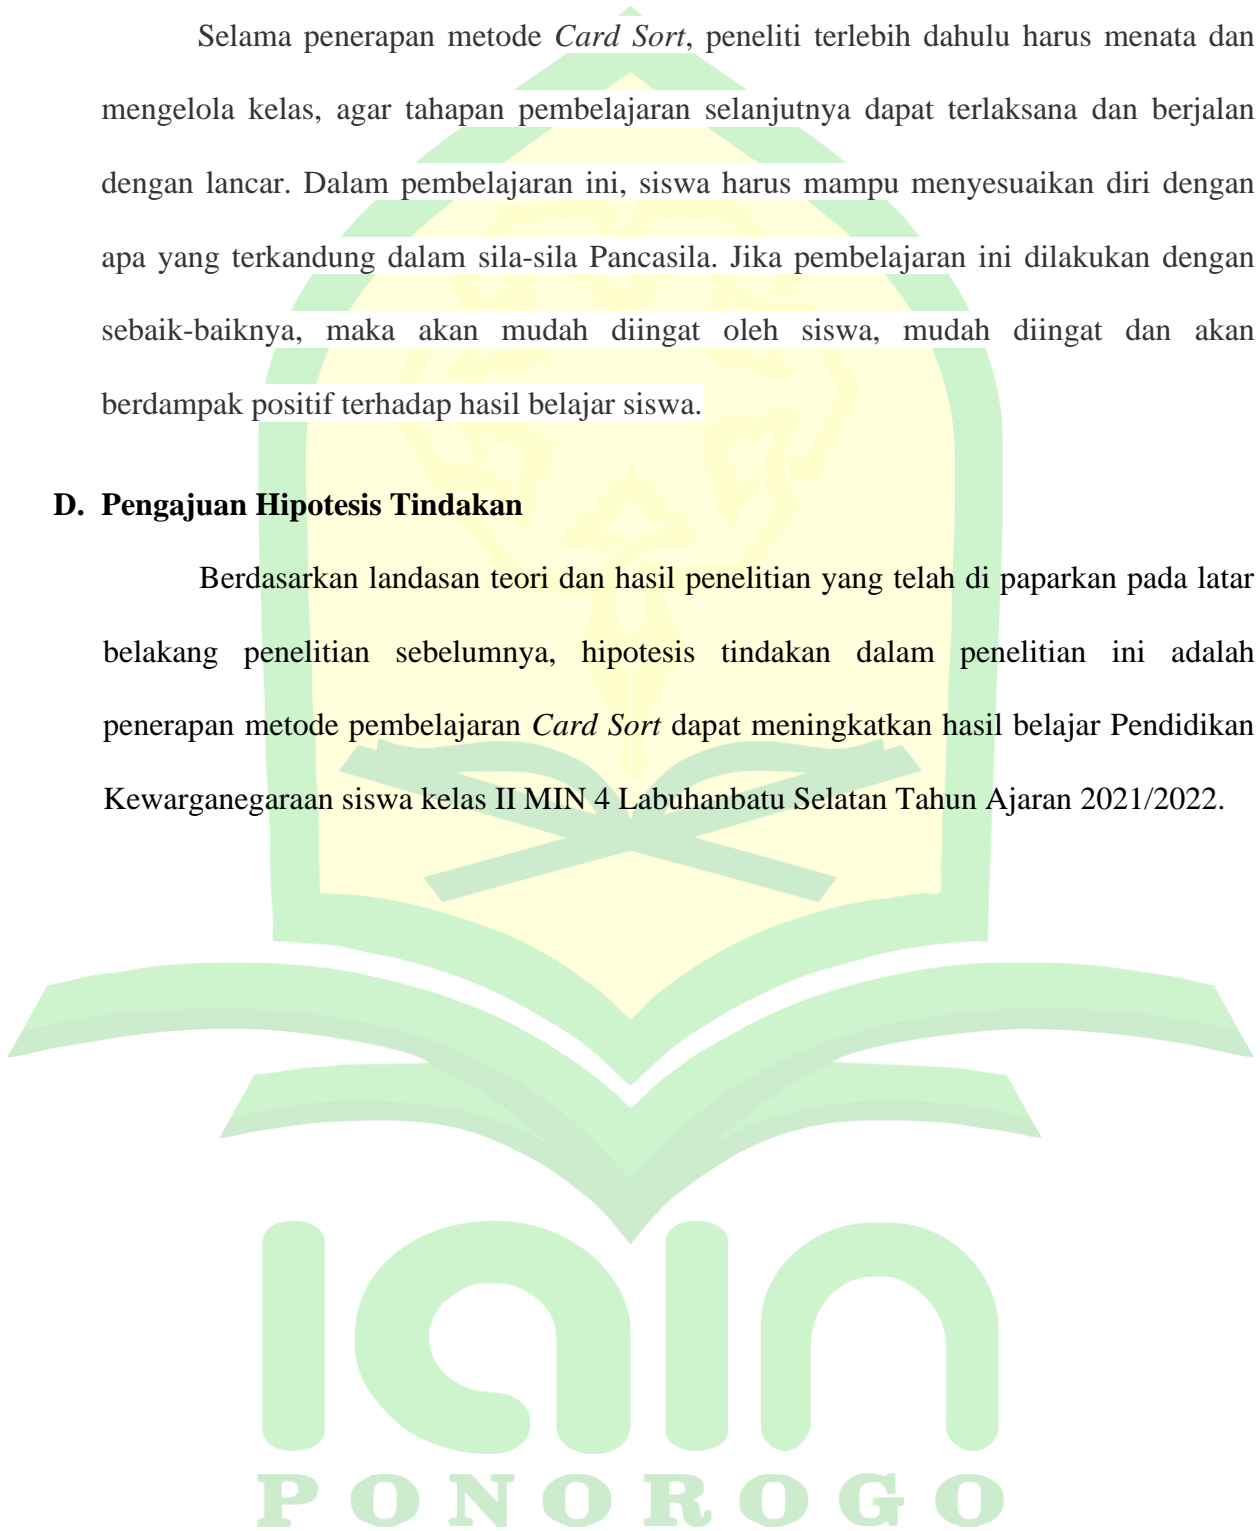 Selama penerapan metode Card Sort, peneliti terlebih dahulu harus menata dan
mengelola kelas, agar tahapan pembelajaran selanjutnya dapat terlaksana dan berjalan
dengan lancar. Dalam pembelajaran ini, siswa harus mampu menyesuaikan diri dengan
apa yang terkandung dalam sila-sila Pancasila. Jika pembelajaran ini dilakukan dengan
sebaik-baiknya, maka akan mudah diingat oleh siswa, mudah diingat dan akan
berdampak positif terhadap hasil belajar siswa.
D. Pengajuan Hipotesis Tindakan
Berdasarkan landasan teori dan hasil penelitian yang telah di paparkan pada latar
belakang penelitian sebelumnya, hipotesis tindakan dalam penelitian ini adalah
penerapan metode pembelajaran Card Sort dapat meningkatkan hasil belajar Pendidikan
Kewarganegaraan siswa kelas II MIN 4 Labuhanbatu Selatan Tahun Ajaran 2021/2022.
iain
PONOROGO